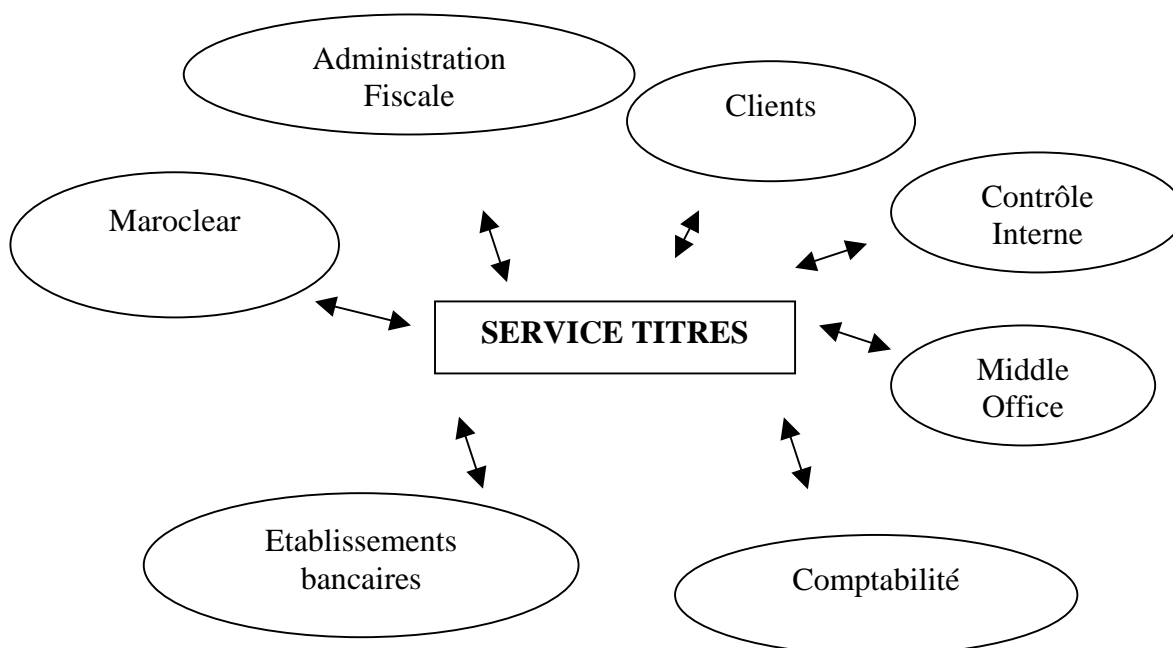 Administration
Fiscale
Clients
Contrôle
Interne
Maroclear
SERVICE TITRES
Middle
Office
Etablissements
bancaires
Comptabilité